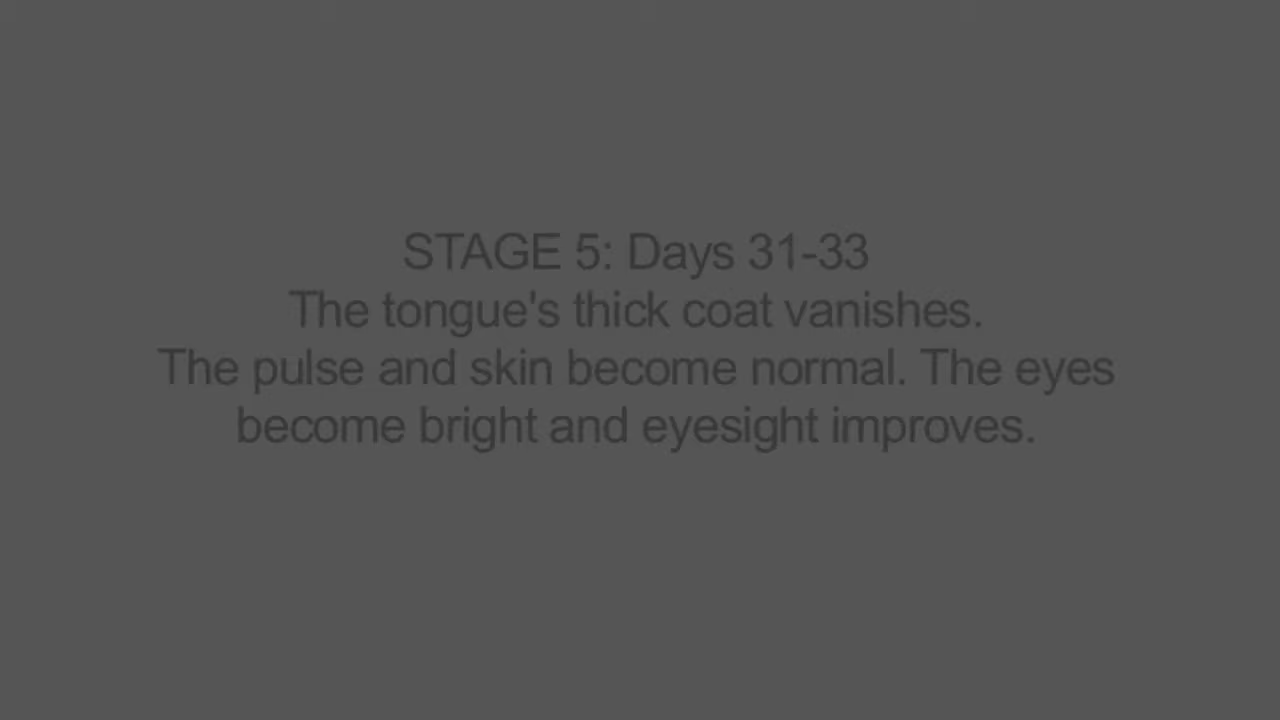 STAGE 5: Days 31-33
The tongue's thick coat vanishes.
The pulse and skin become normal. The eyes
become bright and eyesight improves.